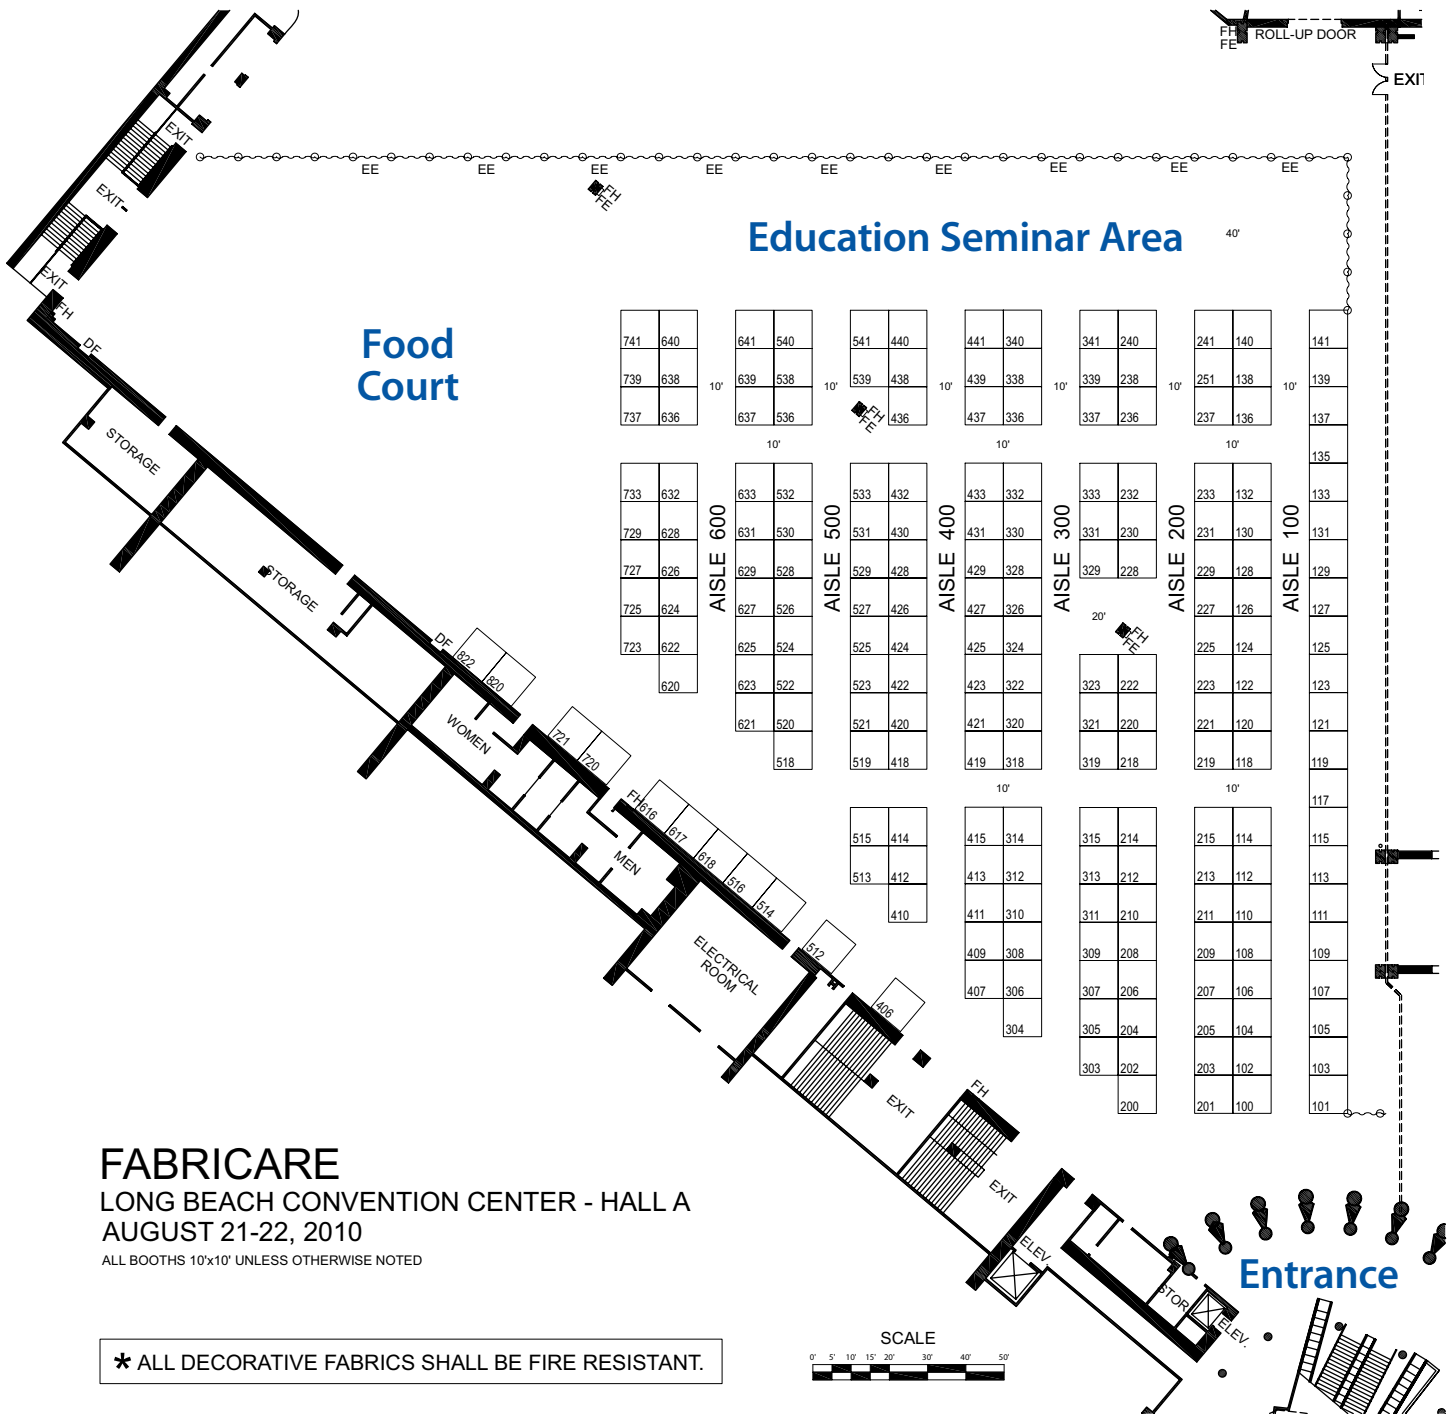 FH
FE
ROLL-UP DOOR
EXIT
EXIT
EXIT
EXIT
FH
DF
EE EE EE EE EE EE EE EE EE
FH
FE
Education Seminar Area
40'
Food
Court
741 640 641 540 541 440 441 340 341 240 241 140 141
739 638 639 538 539 438 439 338 339 238 251 138 139
10' 10' 10' 10' 10' 10'
737 636 637 536 436 437 336 337 236 237 136 137
FH
FE
10' 10' 10'
135
733 632 633 532 533 432 433 332 333 232 233 132 133
729 628 631 530 531 430 431 330 331 230 231 130 131
727 626 629 528 529 428 429 328 329 228 229 128 129
725 624 627 526 527 426 427 326 227 126 127
723 622 625 524 525 424 425 324 225 124 125
620 623 522 523 422 423 322 323 222 223 122 123
621 520 521 420 421 320 321 220 221 120 121
518 519 418 419 318 319 218 219 118 119
AISLE 600
AISLE 500
AISLE 400
AISLE 300
AISLE 200
AISLE 100
20'
FH
FE
10' 10'
117
515 414 415 314 315 214 215 114 115
513 412 413 312 313 212 213 112 113
410 411 310 311 210 211 110 111
409 308 309 208 209 108 109
407 306 307 206 207 106 107
304 305 204 205 104 105
303 202 203 102 103
200 201 100 101
STORAGE
STORAGE
DF
822
820
WOMEN
721
720
FH
616
617
618
516
514
MEN
ELECTRICAL
ROOM
512
406
EXIT
FH
EXIT
ELEV.
STOR.
ELEV.
Entrance
FABRICARE
LONG BEACH CONVENTION CENTER - HALL A
AUGUST 21-22, 2010
ALL BOOTHS 10'x10' UNLESS OTHERWISE NOTED
* ALL DECORATIVE FABRICS SHALL BE FIRE RESISTANT.
SCALE
0' 5' 10' 15' 20' 30' 40' 50'